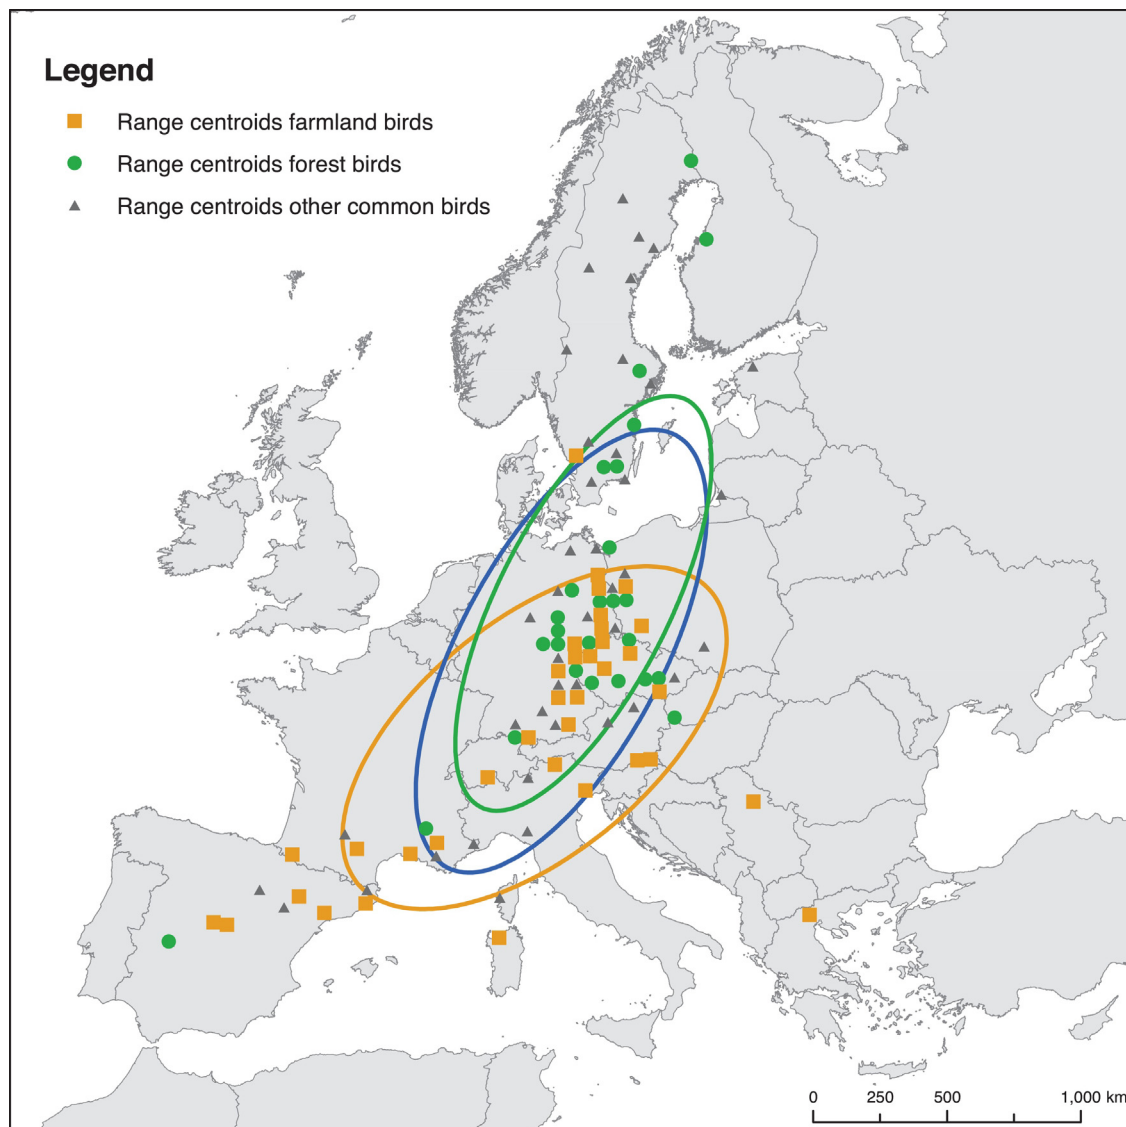 Legend
Range centroids farmland birds
Range centroids forest birds
Range centroids other common birds
0 250 500 1,000 km